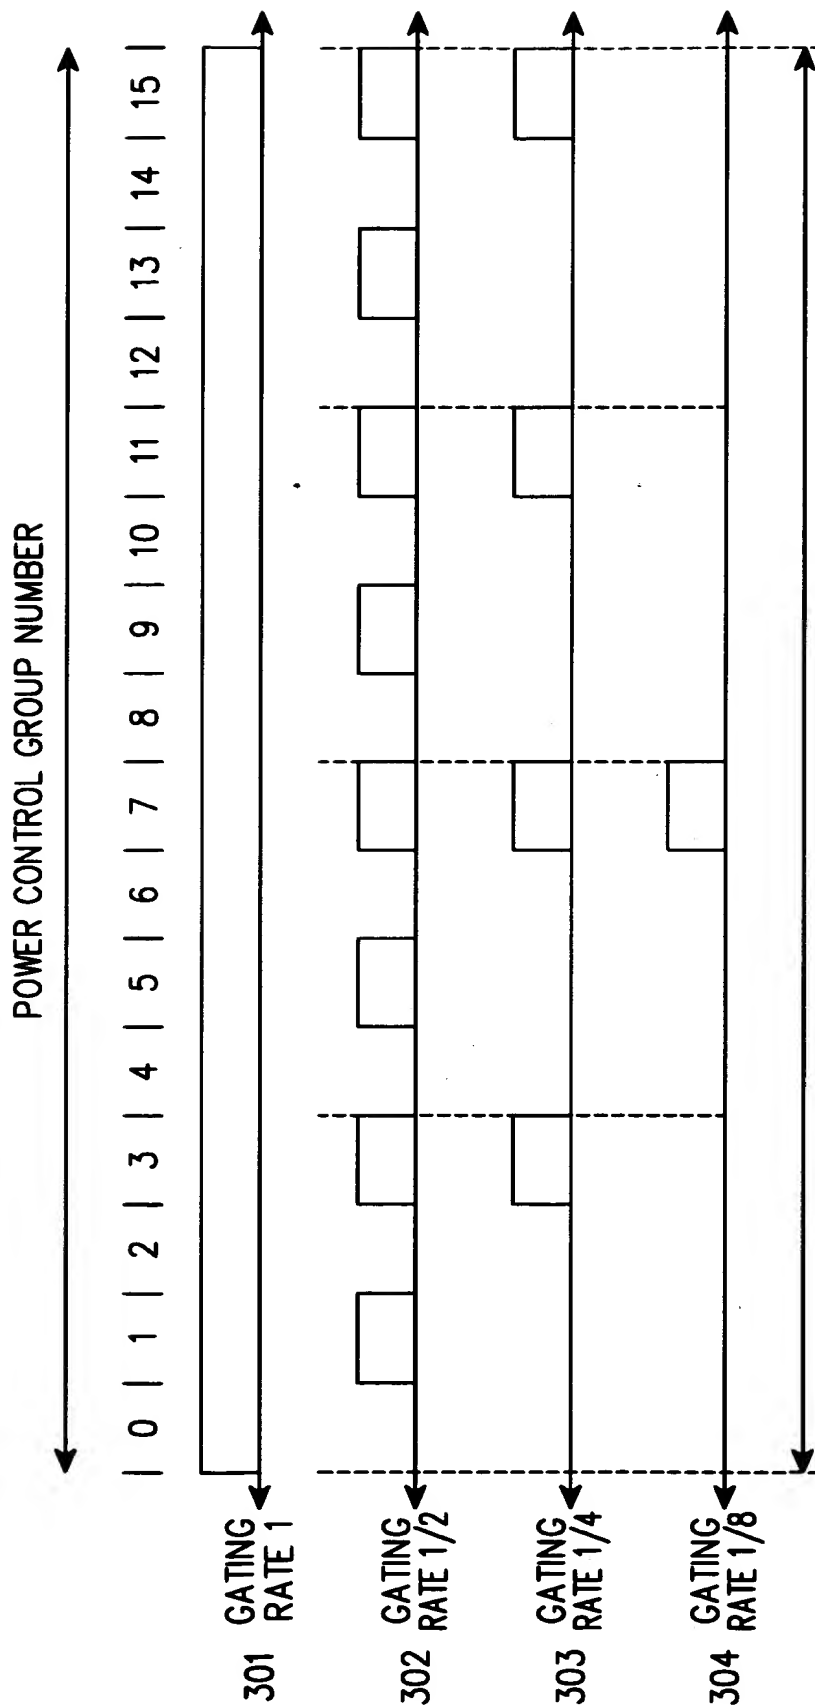 POWER CONTROL GROUP NUMBER
| 0 | 1 | 2 | 3 | 4 | 5 | 6 | 7 | 8 | 9 | 10 | 11 | 12 | 13 | 14 | 15 |
301 GATING
RATE 1
302 GATING
RATE 1/2
303 GATING
RATE 1/4
304 GATING
RATE 1/8